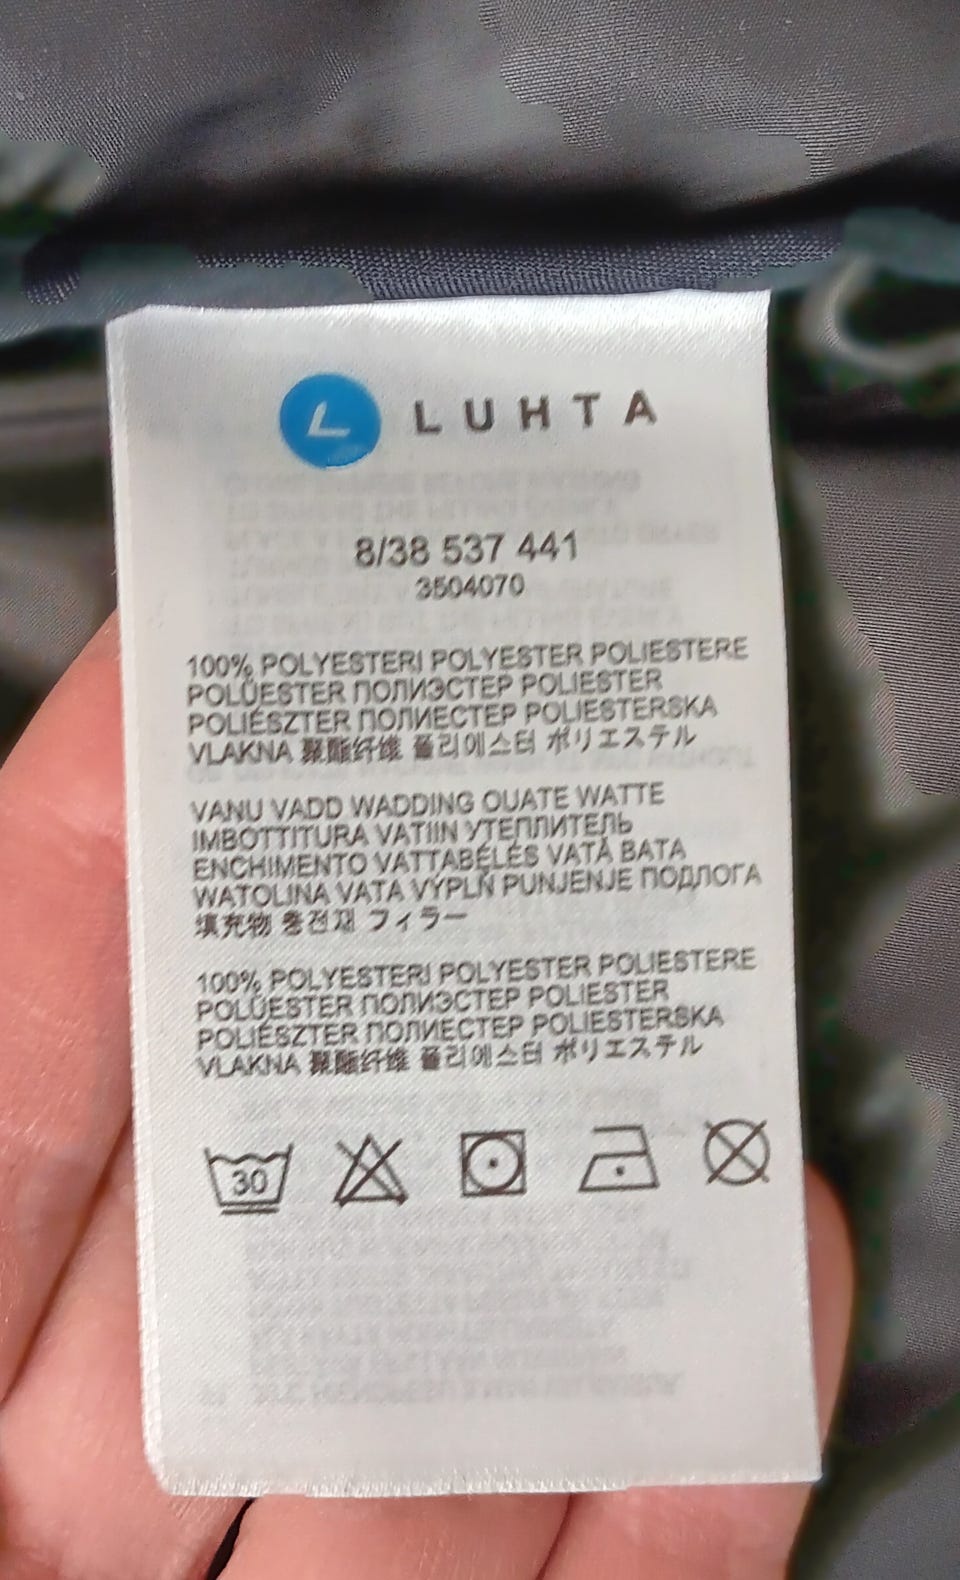 L LUHTA
8/38 537 441
3504070
100% POLYESTERI POLYESTER POLIESTERE
POLÜESTER ПОЛИЭСТЕР POLIESTER
POLIÉSZTER ПОЛИЕСТЕР POLIESTERSKA
VLAKNA 聚酯纤维 폴리에스터 ポリエステル
VANU VADD WADDING OUATE WATTE
IMBOTTITURA VATIIN УТЕПЛИТЕЛЬ
ENCHIMENTO VATTABÉLÉS VATĂ BATA
WATOLINA VATA VÝPLŇ PUNJENJE ПОДЛОГА
填充物 충전재 フィラー
100% POLYESTERI POLYESTER POLIESTERE
POLÜESTER ПОЛИЭСТЕР POLIESTER
POLIÉSZTER ПОЛИЕСТЕР POLIESTERSKA
VLAKNA 聚酯纤维 폴리에스터 ポリエステル
30